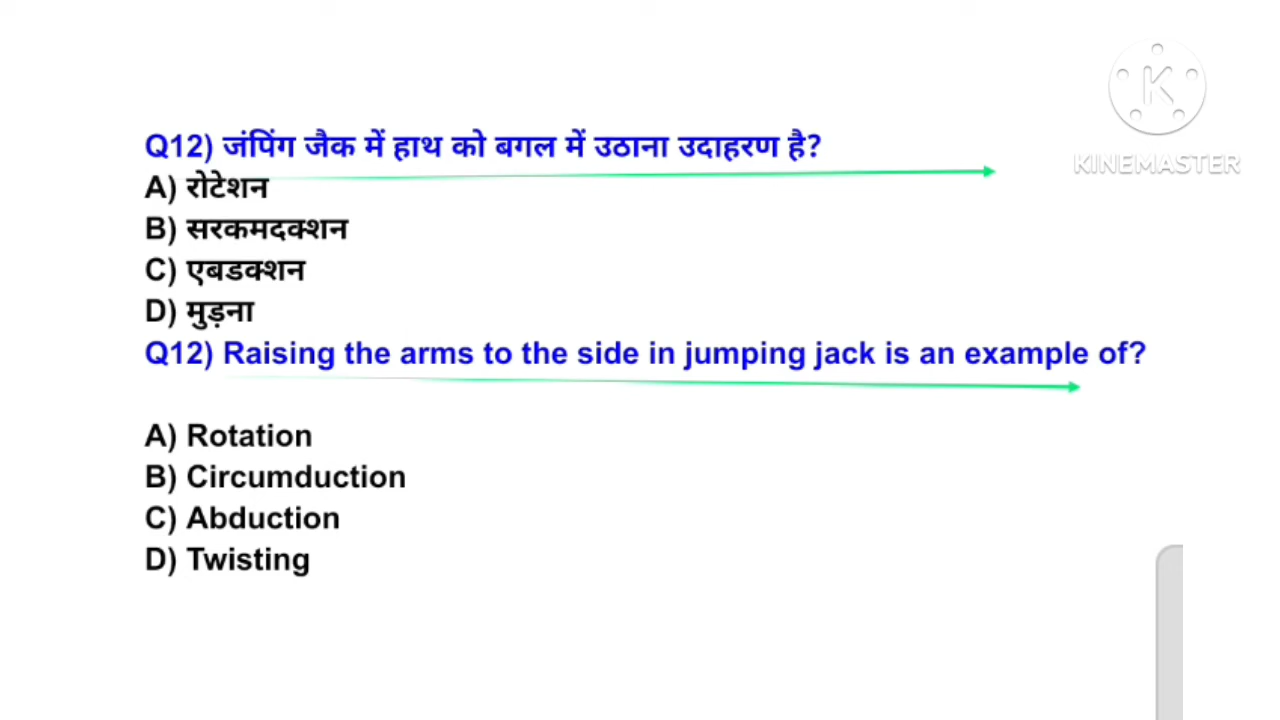 Q12) जंपिंग जैक में हाथ को बगल में उठाना उदाहरण है?
A) रोटेशन
B) सरकमदक्शन
C) एबडक्शन
D) मुड़ना
Q12) Raising the arms to the side in jumping jack is an example of?
A) Rotation
B) Circumduction
C) Abduction
D) Twisting
K
KINEMASTER